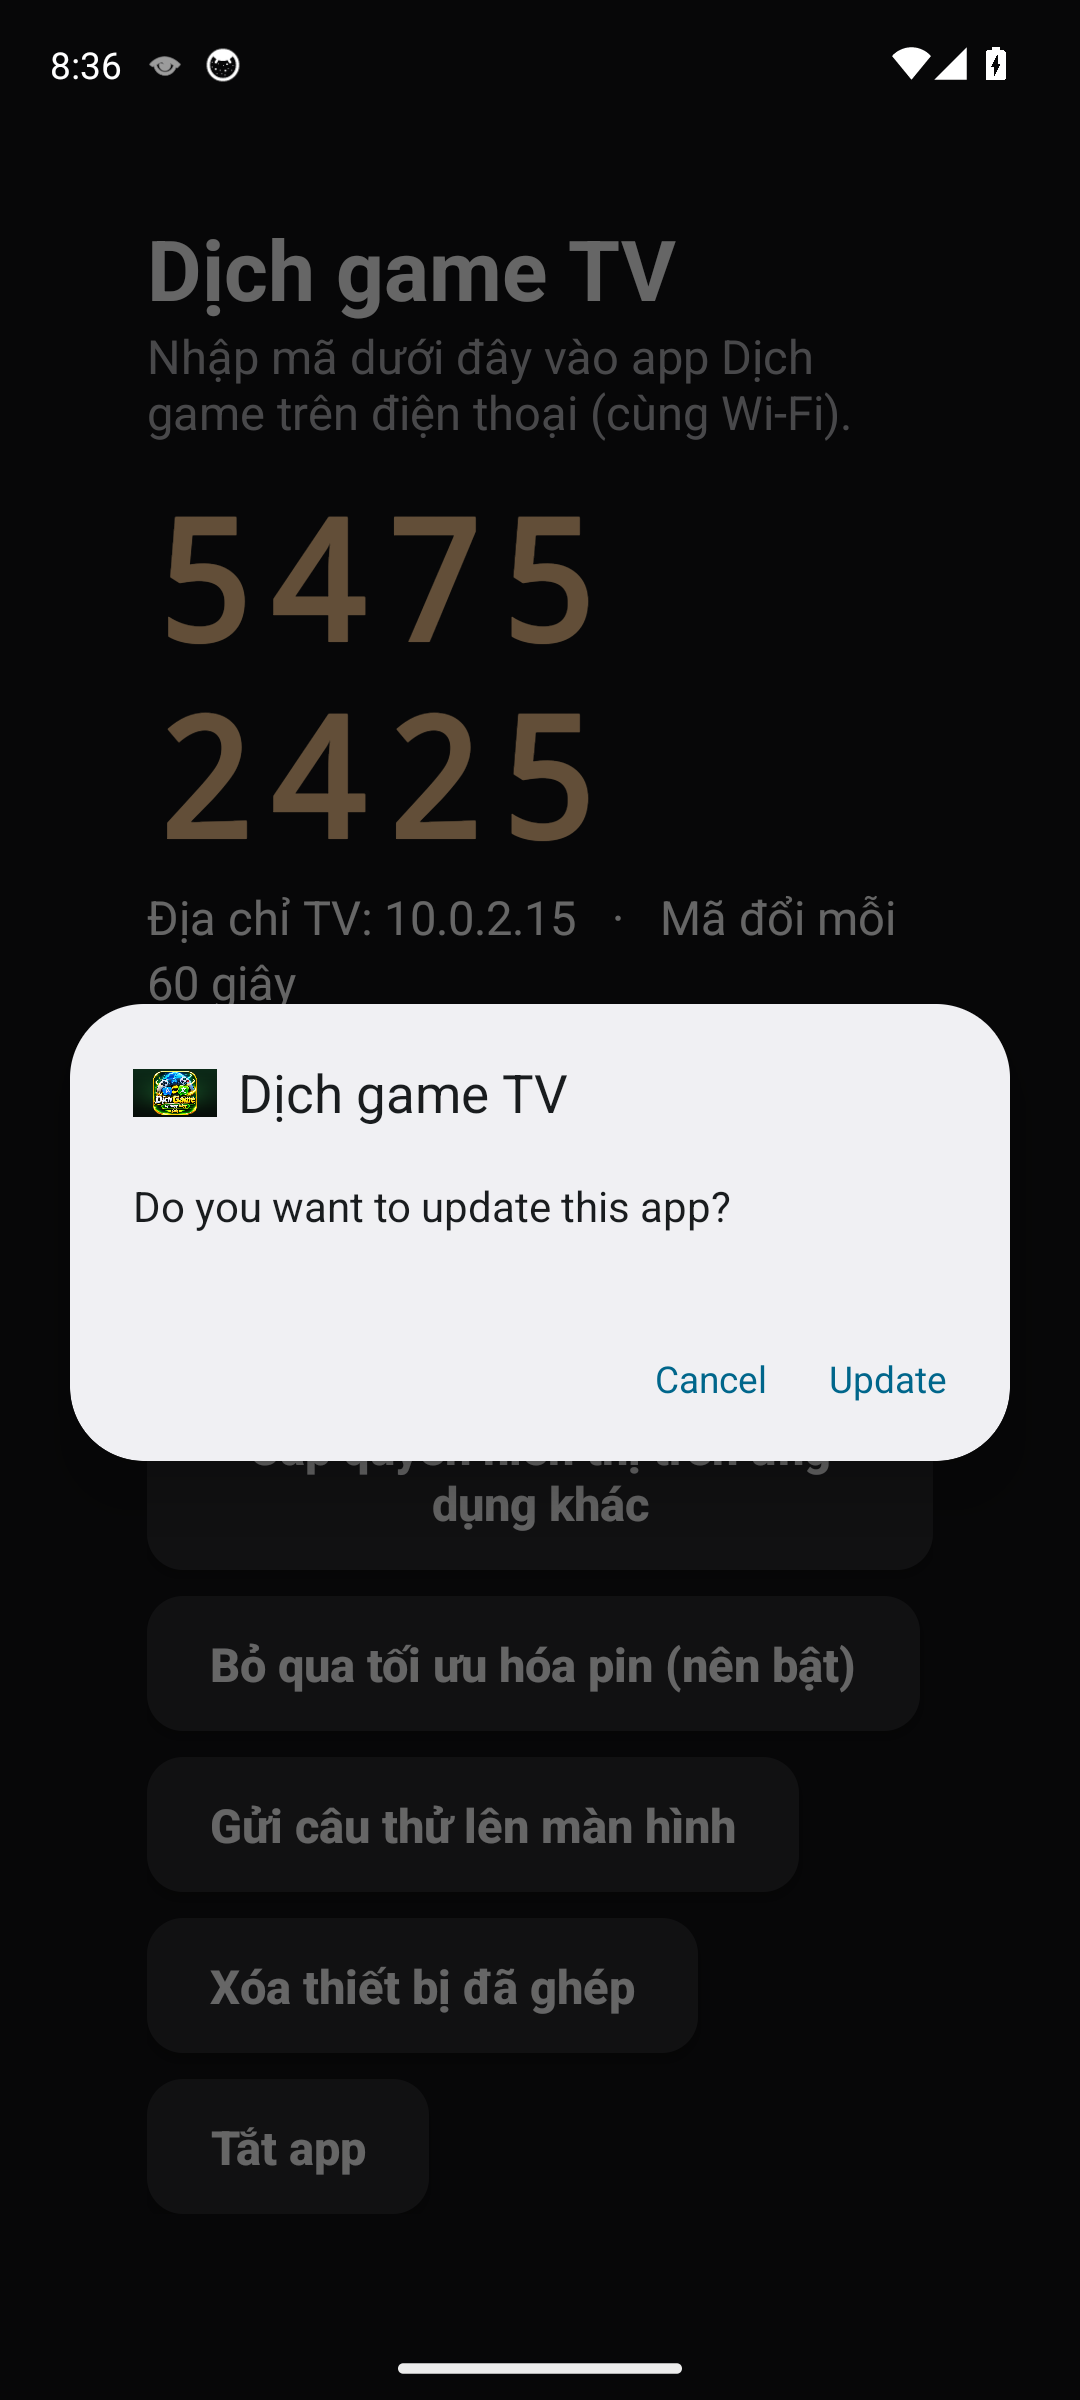 8:36
Dịch game TV
Nhập mã dưới đây vào app Dịch
game trên điện thoại (cùng Wi-Fi).
5475
2425
Địa chỉ TV: 10.0.2.15 · Mã đổi mỗi
60 giây
Dịch game TV
Do you want to update this app?
Cancel Update
dụng khác
Bỏ qua tối ưu hóa pin (nên bật)
Gửi câu thử lên màn hình
Xóa thiết bị đã ghép
Tắt app